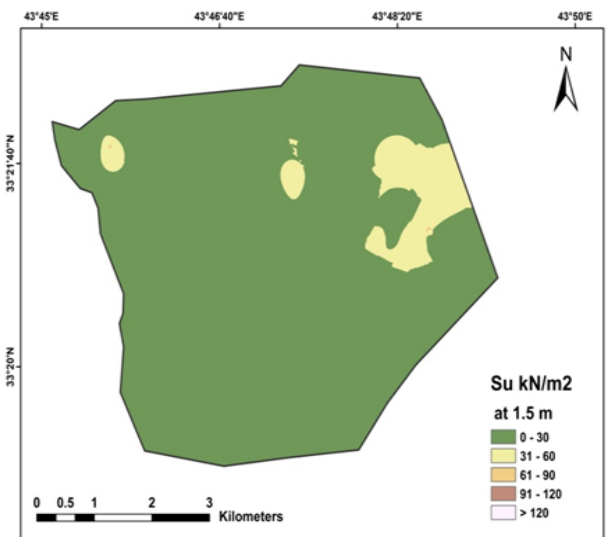 43°45'E 43°46'40"E 43°48'20"E 43°50'E
N
33°21'40"N
33°20'N
Su kN/m2
at 1.5 m
0 - 30
31 - 60
61 - 90
91 - 120
> 120
0 0.5 1 2 3
Kilometers